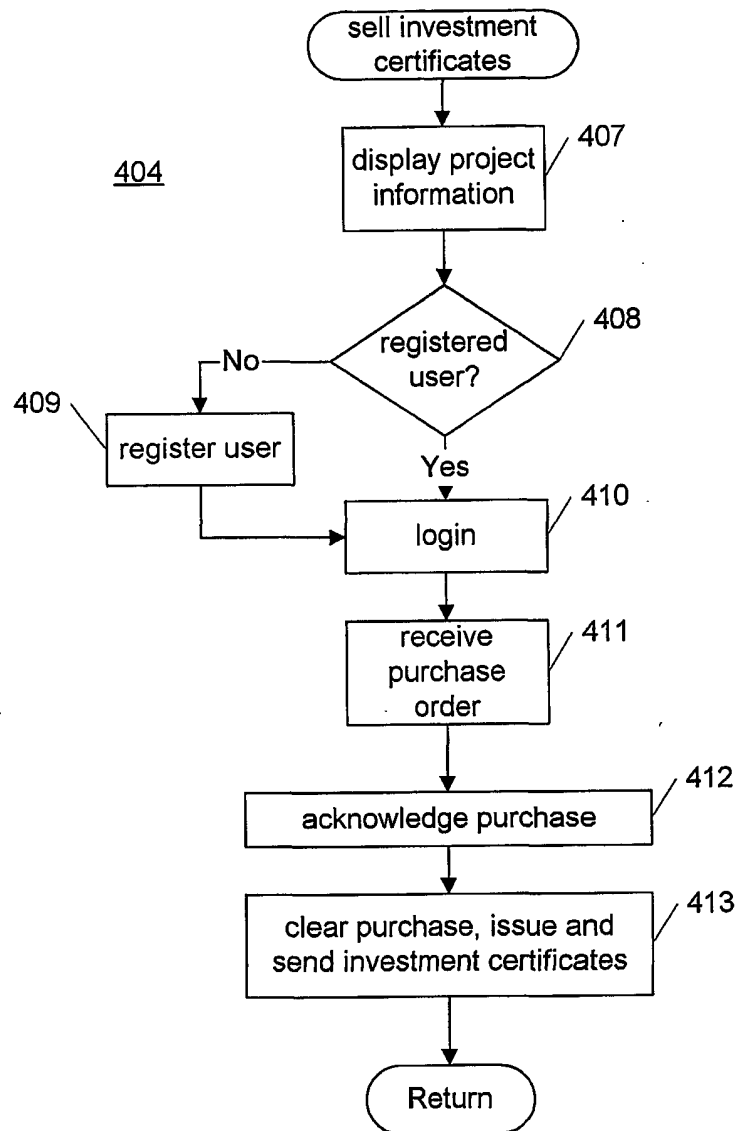 sell investment
certificates
407
display project
information
404
408
registered
user?
No
409
register user
Yes
410
login
411
receive
purchase
order
412
acknowledge purchase
413
clear purchase, issue and
send investment certificates
Return